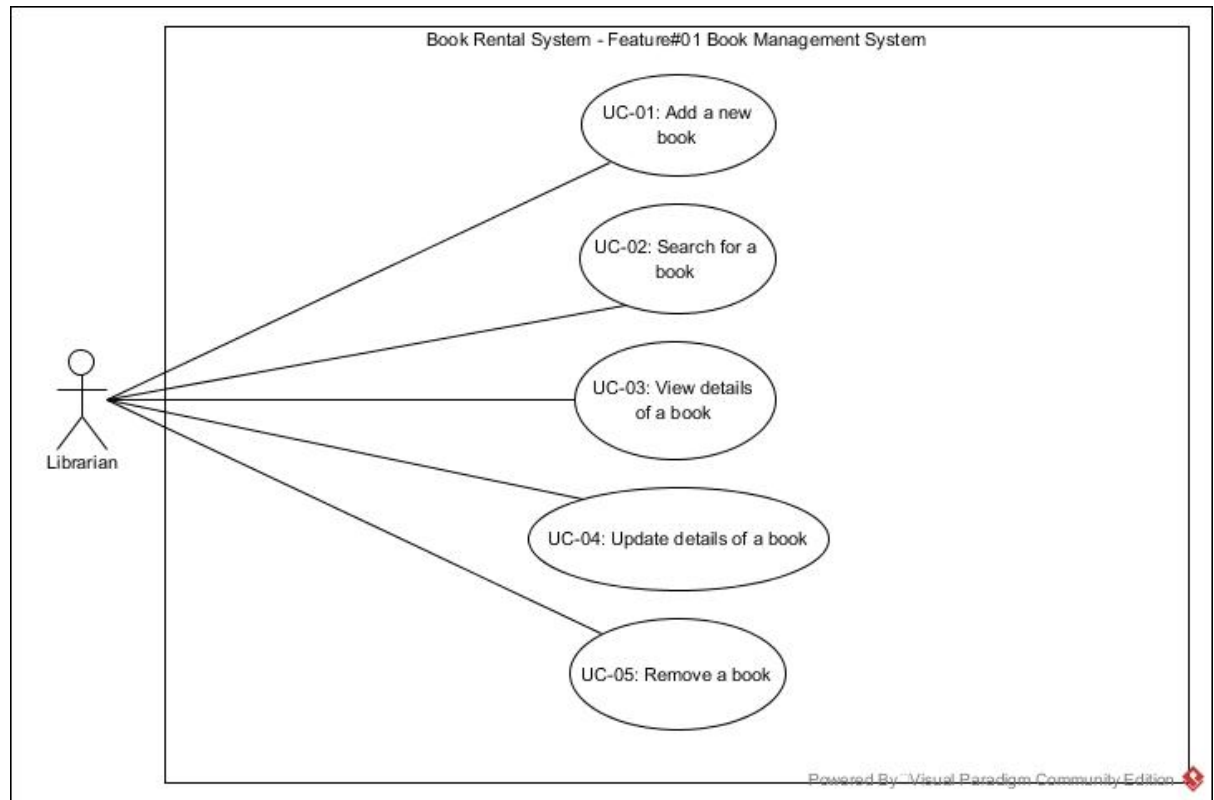 Book Rental System - Feature#01 Book Management System
UC-01: Add a new
book
UC-02: Search for a
book
UC-03: View details
of a book
Librarian
UC-04: Update details of a book
UC-05: Remove a book
Powered By Visual Paradigm Community Edition